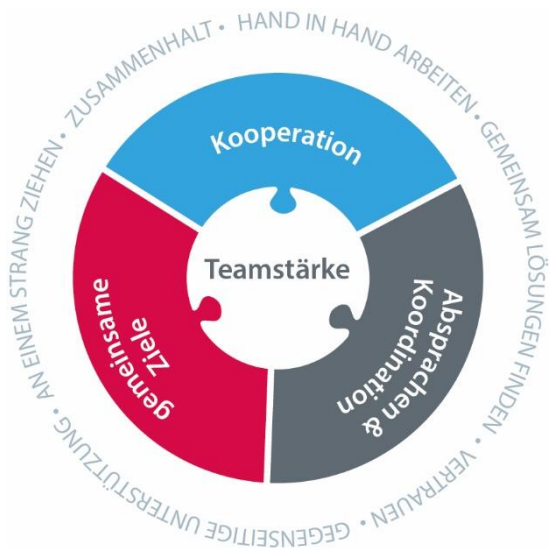 ZUSAMMENHALT • HAND IN HAND ARBEITEN • GEMEINSAM LÖSUNGEN FINDEN • VERTRAUEN • GEGENSEITIGE UNTERSTÜTZUNG • AN EINEM STRANG ZIEHEN •
Kooperation
Teamstärke
gemeinsame
Ziele
Absprachen &
Koordination